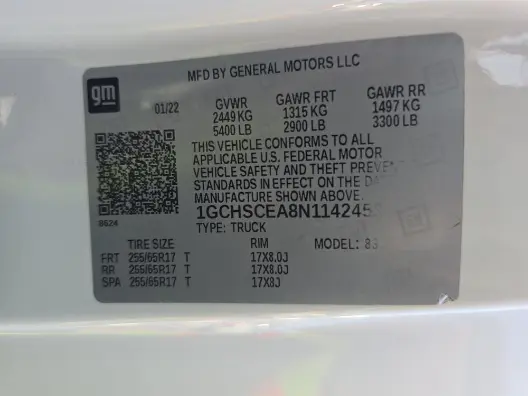 MFD BY GENERAL MOTORS LLC
gm
01/22
GVWR GAWR FRT GAWR RR
2449 KG 1315 KG 1497 KG
5400 LB 2900 LB 3300 LB
THIS VEHICLE CONFORMS TO ALL
APPLICABLE U.S. FEDERAL MOTOR
VEHICLE SAFETY AND THEFT
STANDARDS IN EFFECT ON THE
MANUFACTURE SHOWN ABOVE.
8624
TYPE: TRUCK
TIRE SIZE RIM MODEL:
FRT 255/65R17 T 17X8.0J
RR 255/65R17 T 17X8.0J
SPA 255/65R17 T 17X8J